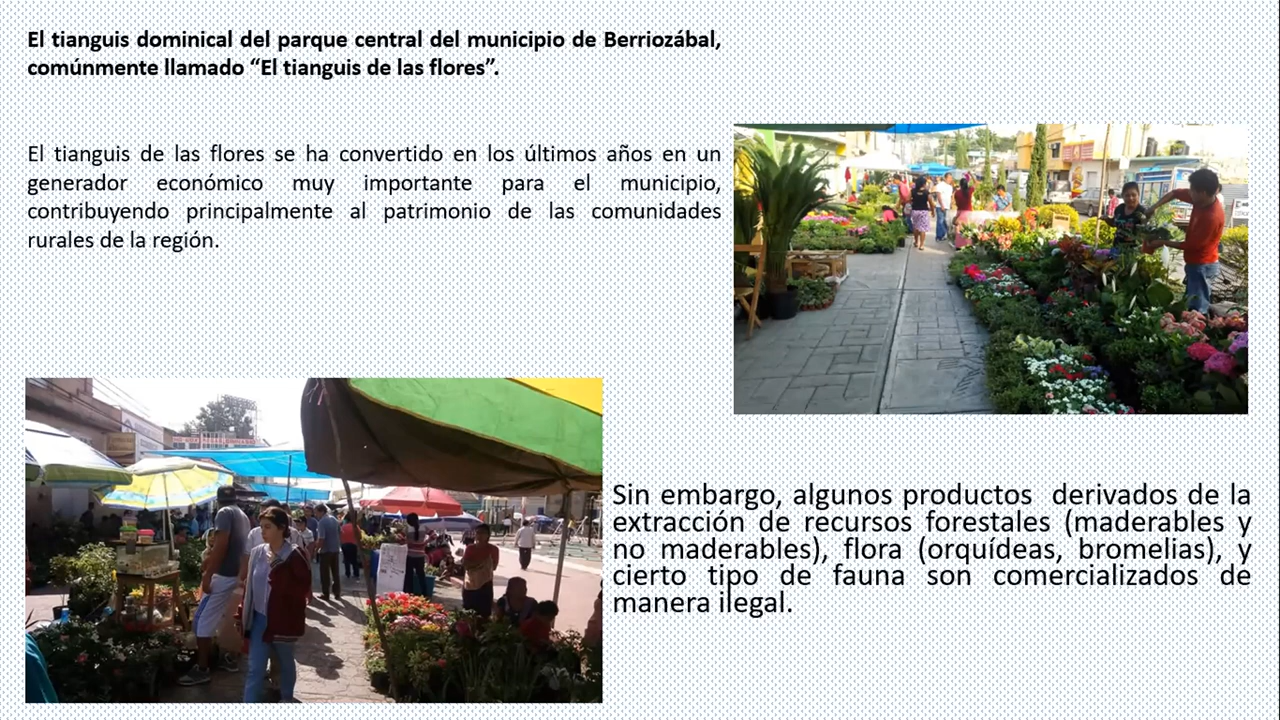 El tianguis dominical del parque central del municipio de Berriozábal,
comúnmente llamado “El tianguis de las flores”.
El tianguis de las flores se ha convertido en los últimos años en un
generador económico muy importante para el municipio,
contribuyendo principalmente al patrimonio de las comunidades
rurales de la región.
Sin embargo, algunos productos derivados de la
extracción de recursos forestales (maderables y
no maderables), flora (orquídeas, bromelias), y
cierto tipo de fauna son comercializados de
manera ilegal.